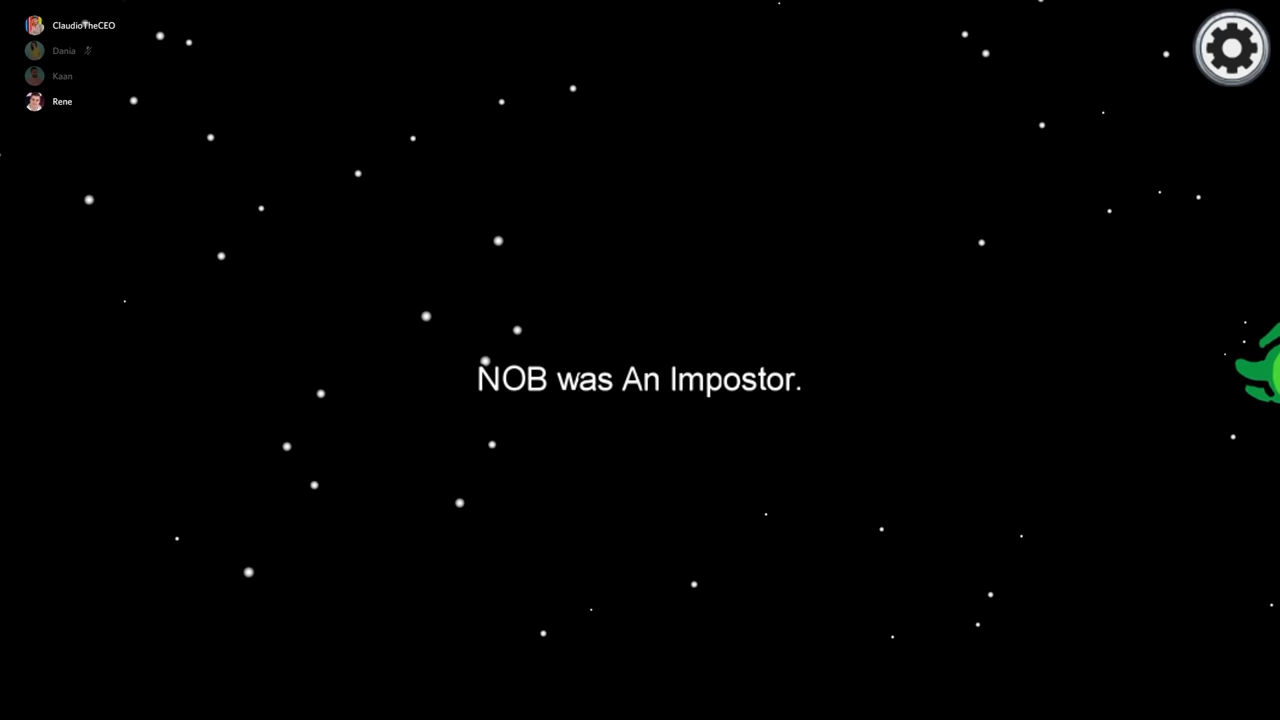 ClaudioTheCEO
Dania
Kaan
Rene
NOB was An Impostor.